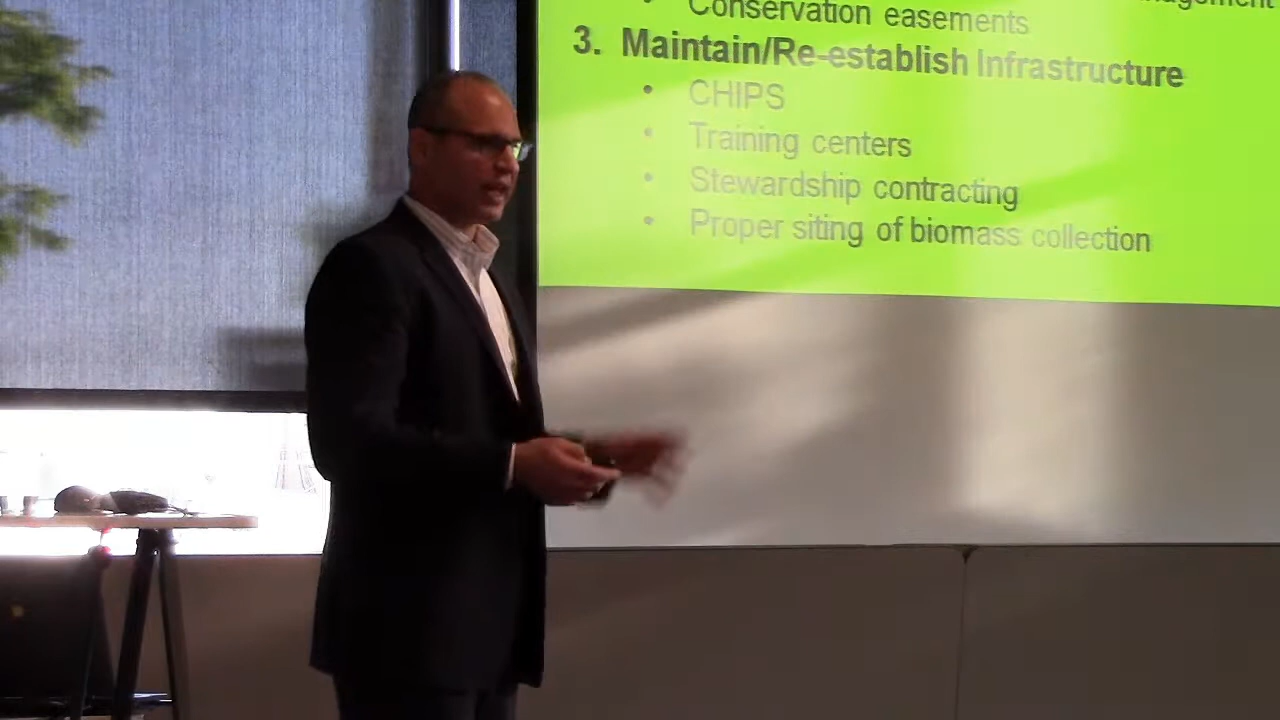 Conservation easements
3. Maintain/Re-establish Infrastructure
• CHIPS
• Training centers
• Stewardship contracting
• Proper siting of biomass collection